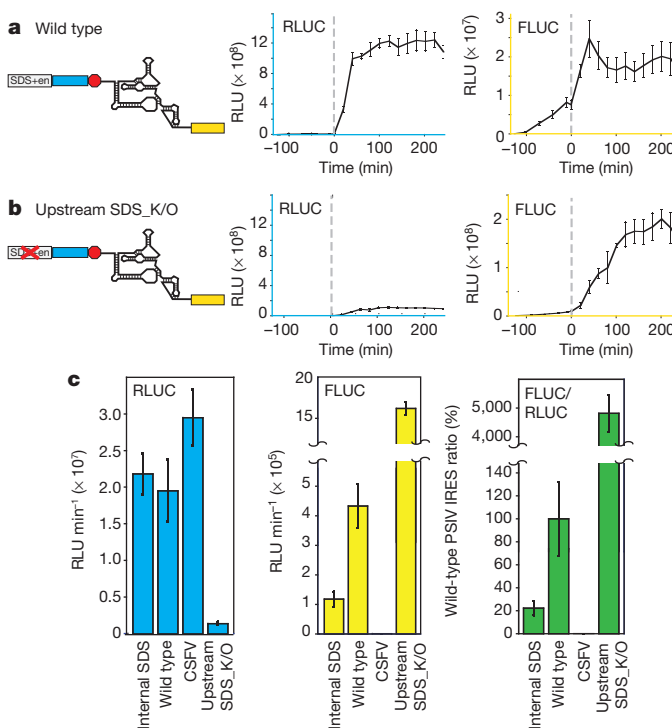 a Wild type
SDS+en
RLUC
RLU (× 10⁸)
12
8
4
0
−100 0 100 200
Time (min)
FLUC
RLU (× 10⁷)
3
2
1
0
−100 0 100 200
Time (min)
b Upstream SDS_K/O
RLUC
RLU (× 10⁸)
12
8
4
0
-100 0 100 200
Time (min)
FLUC
RLU (× 10⁸)
2
1
0
-100 0 100 200
Time (min)
c
RLUC
RLU min⁻¹ (× 10⁷)
3.0
2.5
2.0
1.5
1.0
0.5
0
Internal SDS
Wild type
CSFV
Upstream
SDS_K/O
FLUC
RLU min⁻¹ (× 10⁵)
20
15
5
4
3
2
1
0
Internal SDS
Wild type
CSFV
Upstream
SDS_K/O
FLUC/
RLUC
Wild-type PSIV IRES ratio (%)
5,000
4,000
140
120
100
80
60
40
20
0
Internal SDS
Wild type
CSFV
Upstream
SDS_K/O